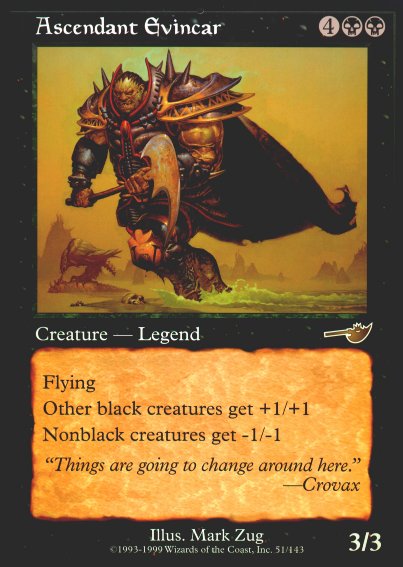 Ascendant Evincar 4
Creature — Legend
Flying
Other black creatures get +1/+1
Nonblack creatures get -1/-1
“Things are going to change around here.”
—Crovax
Illus. Mark Zug
©1993-1999 Wizards of the Coast, Inc. 51/143
3/3